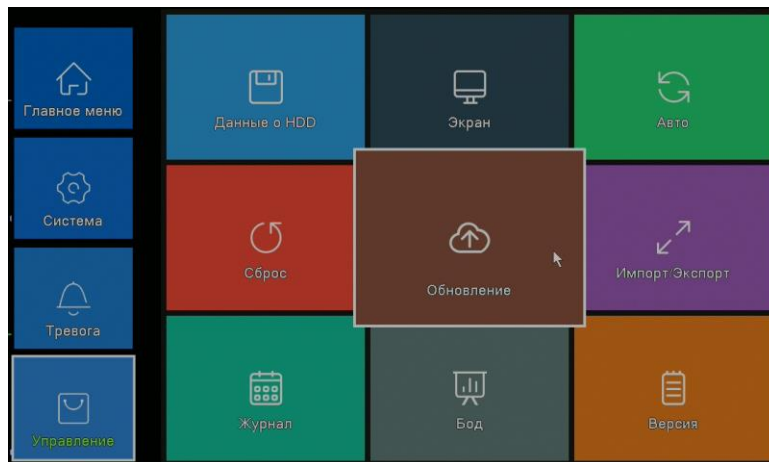 Главное меню
Система
Тревога
Управление
Данные о HDD
Экран
Авто
Сброс
Обновление
Импорт Экспорт
Журнал
Бод
Версия